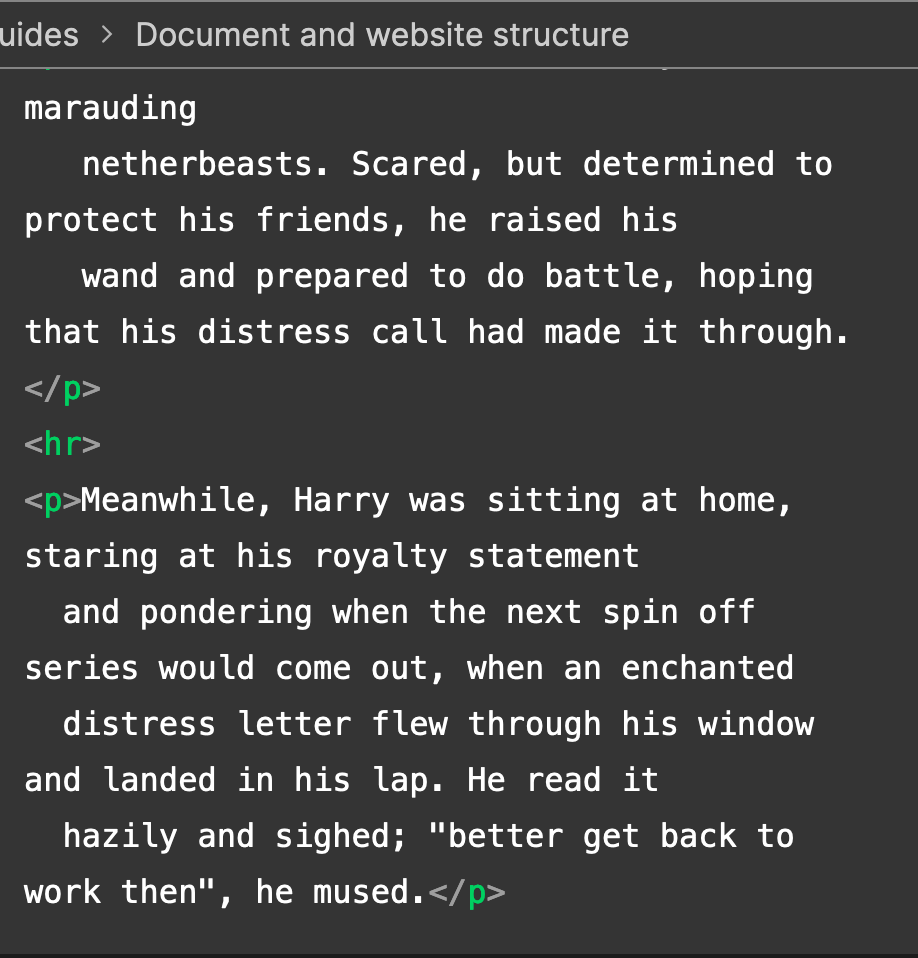 uides > Document and website structure
marauding
netherbeasts. Scared, but determined to
protect his friends, he raised his
wand and prepared to do battle, hoping
that his distress call had made it through.
</p>
<hr>
<p>Meanwhile, Harry was sitting at home,
staring at his royalty statement
and pondering when the next spin off
series would come out, when an enchanted
distress letter flew through his window
and landed in his lap. He read it
hazily and sighed; "better get back to
work then", he mused.</p>